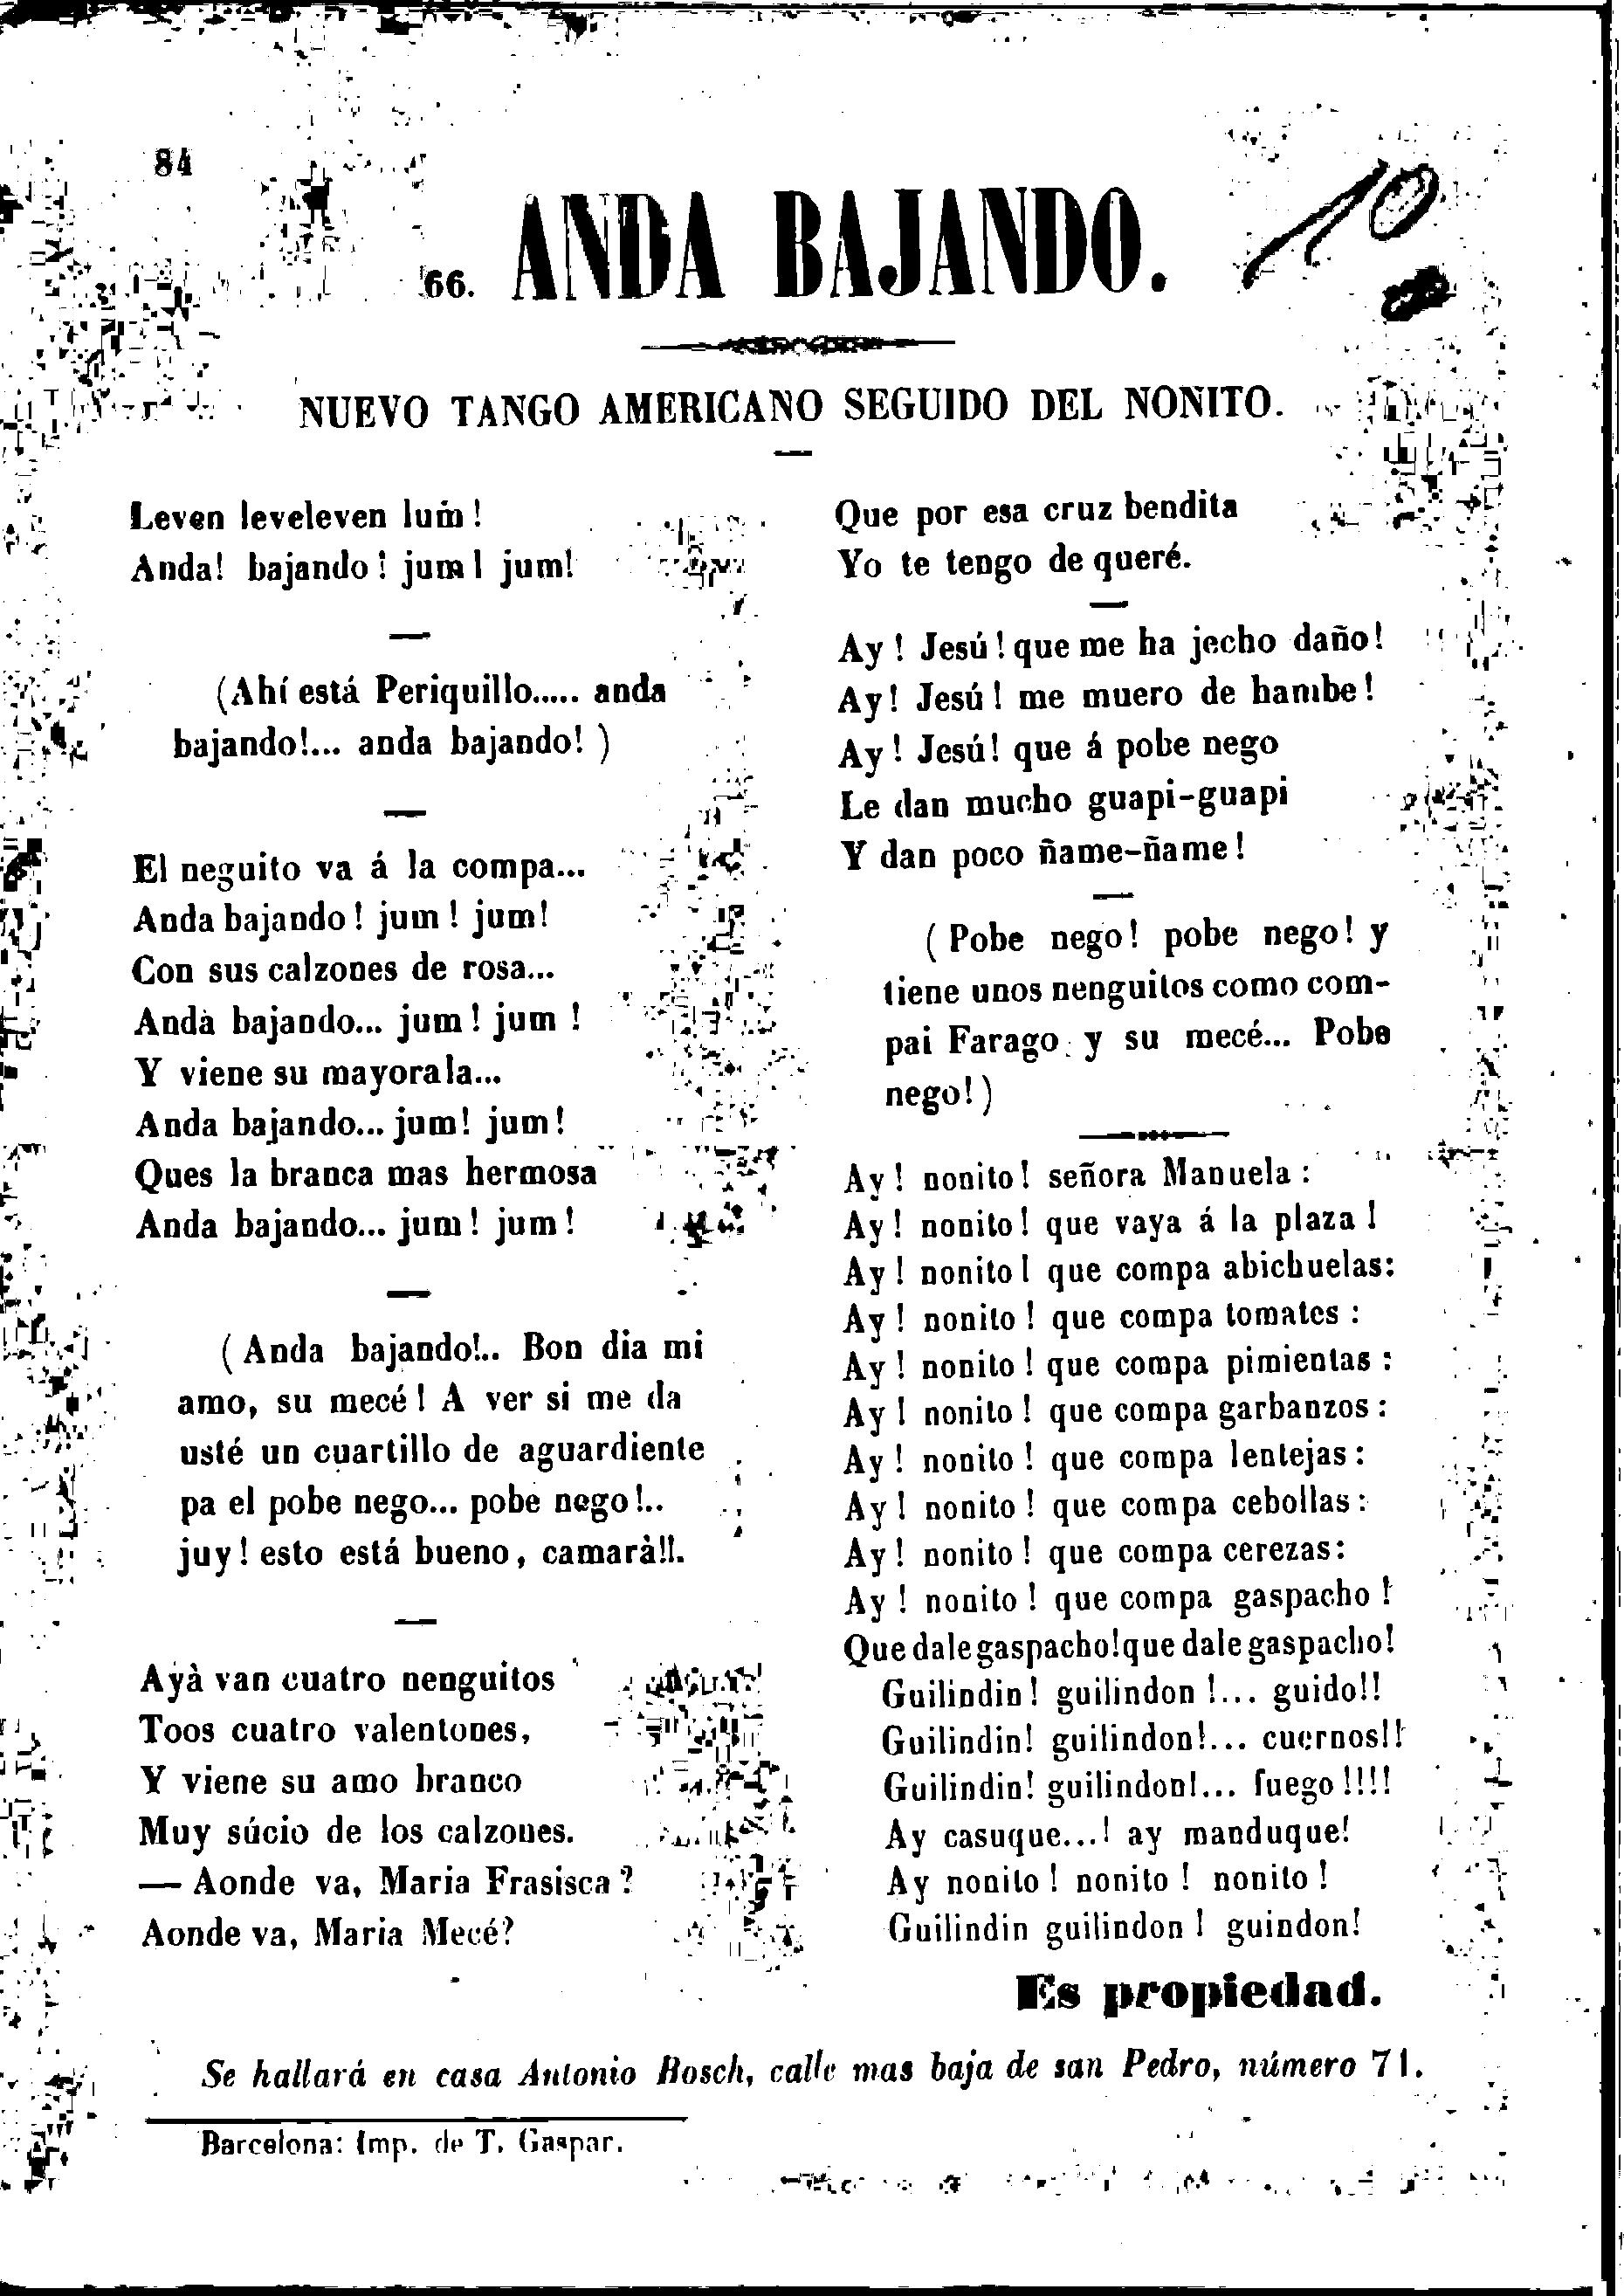 84
10
66. ANDA BAJANDO.
NUEVO TANGO AMERICANO SEGUIDO DEL NONITO.
Leven leveleven lum!
Anda! bajando! jum! jum!
(Ahí está Periquillo..... anda
bajando!... anda bajando!)
El neguito va á la compa...
Anda bajando! jum! jum!
Con sus calzones de rosa...
Anda bajando... jum! jum!
Y viene su mayorala...
Anda bajando... jum! jum!
Ques la branca mas hermosa
Anda bajando... jum! jum!
(Anda bajando!.. Bon dia mi
amo, su mecé! A ver si me da
usté un cuartillo de aguardiente
pa el pobe nego... pobe nego!..
juy! esto está bueno, camarà!!.
Ayà van cuatro nenguitos
Toos cuatro valentones,
Y viene su amo branco
Muy súcio de los calzones.
— Aonde va, Maria Frasisca?
Aonde va, Maria Mecé?
Que por esa cruz bendita
Yo te tengo de queré.
Ay! Jesú! que me ha jecho daño!
Ay! Jesú! me muero de hambe!
Ay! Jesú! que á pobe nego
Le dan mucho guapi-guapi
Y dan poco ñame-ñame!
(Pobe nego! pobe nego! y
tiene unos nenguitos como com-
pai Farago y su mecé... Pobe
nego!)
Ay! nonito! señora Manuela:
Ay! nonito! que vaya á la plaza!
Ay! nonito! que compa abichuelas:
Ay! nonito! que compa tomates:
Ay! nonito! que compa pimientas:
Ay! nonito! que compa garbanzos:
Ay! nonito! que compa lentejas:
Ay! nonito! que compa cebollas:
Ay! nonito! que compa cerezas:
Ay! nonito! que compa gaspacho!
Que dale gaspacho! que dale gaspacho!
Guilindin! guilindon!... guido!!
Guilindin! guilindon!... cuernos!!
Guilindin! guilindon!... fuego!!!!
Ay casuque...! ay manduque!
Ay nonito! nonito! nonito!
Guilindin guilindon! guindon!
Es propiedad.
Se hallará en casa Antonio Bosch, calle mas baja de san Pedro, número 71.
Barcelona: Imp. de T. Gaspar.